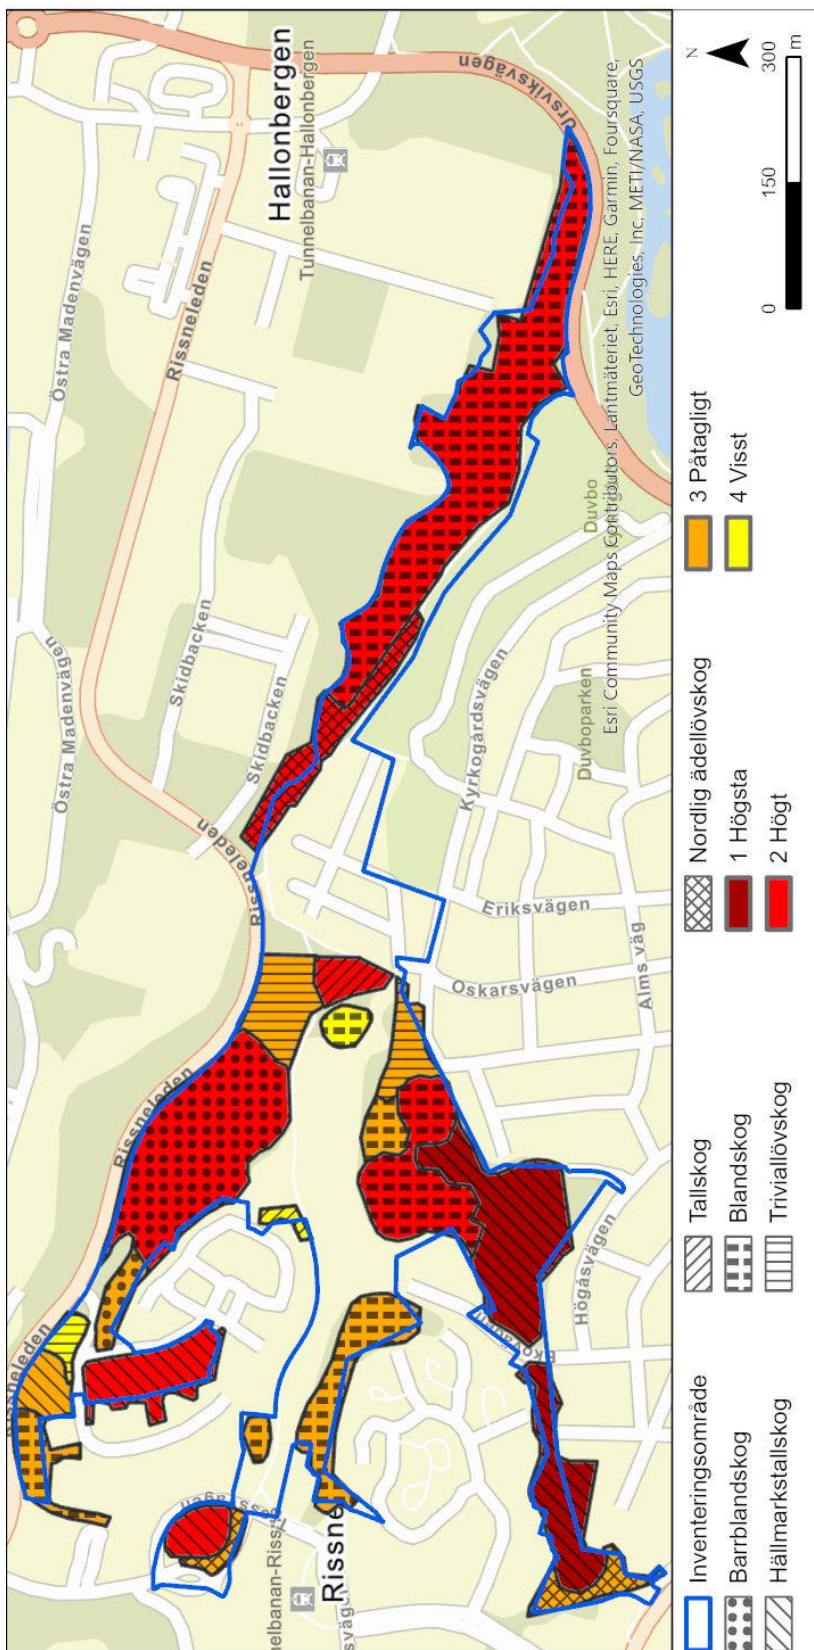 Östra Madenvägen
Östra Madenvägen
Rissneleden
Rissneleden
Rissneleden
Skidbacken
Skidbacken
Hallonbergen
Tunnelbanan-Hallonbergen
Ursviksvägen
Rissne
Kyrkogårdsvägen
Duvbo
Duvboparken
Eriksvägen
Oskarsvägen
Alms väg
Högåsvägen
Esri Community Maps Contributors, Lantmäteriet, Esri, HERE, Garmin, Foursquare,
GeoTechnologies, Inc, METI/NASA, USGS
Inventeringsområde
Barrblandskog
Hällmarkstallskog
Tallskog
Blandskog
Triviallövskog
Nordlig ädellövskog
1 Högsta
2 Högt
3 Påtagligt
4 Visst
N
0 150 300
m